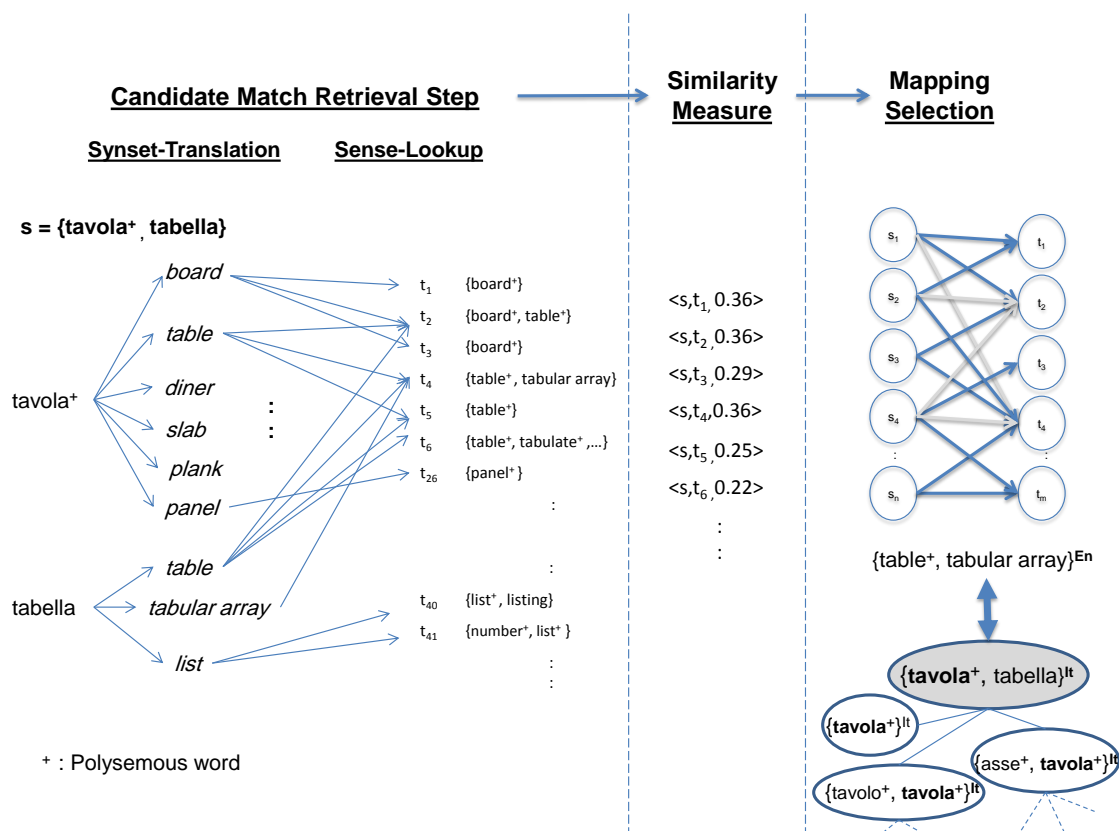 Candidate Match Retrieval Step
Similarity Measure
Mapping Selection
Synset-Translation
Sense-Lookup
s = {tavola⁺, tabella}
tavola⁺
board
table
diner
slab
plank
panel
:
:
tabella
table
tabular array
list
t₁ {board⁺}
t₂ {board⁺, table⁺}
t₃ {board⁺}
t₄ {table⁺, tabular array}
t₅ {table⁺}
t₆ {table⁺, tabulate⁺,…}
t₂₆ {panel⁺}
:
:
t₄₀ {list⁺, listing}
t₄₁ {number⁺, list⁺ }
:
:
<s,t₁, 0.36>
<s,t₂, 0.36>
<s,t₃, 0.29>
<s,t₄, 0.36>
<s,t₅, 0.25>
<s,t₆, 0.22>
:
:
s₁ t₁
s₂ t₂
s₃ t₃
s₄ t₄
: :
sₙ tₘ
{table⁺, tabular array}ᴱⁿ
{tavola⁺, tabella}ᴵᵗ
{tavola⁺}ᴵᵗ
{asse⁺, tavola⁺}ᴵᵗ
{tavolo⁺, tavola⁺}ᴵᵗ
⁺ : Polysemous word